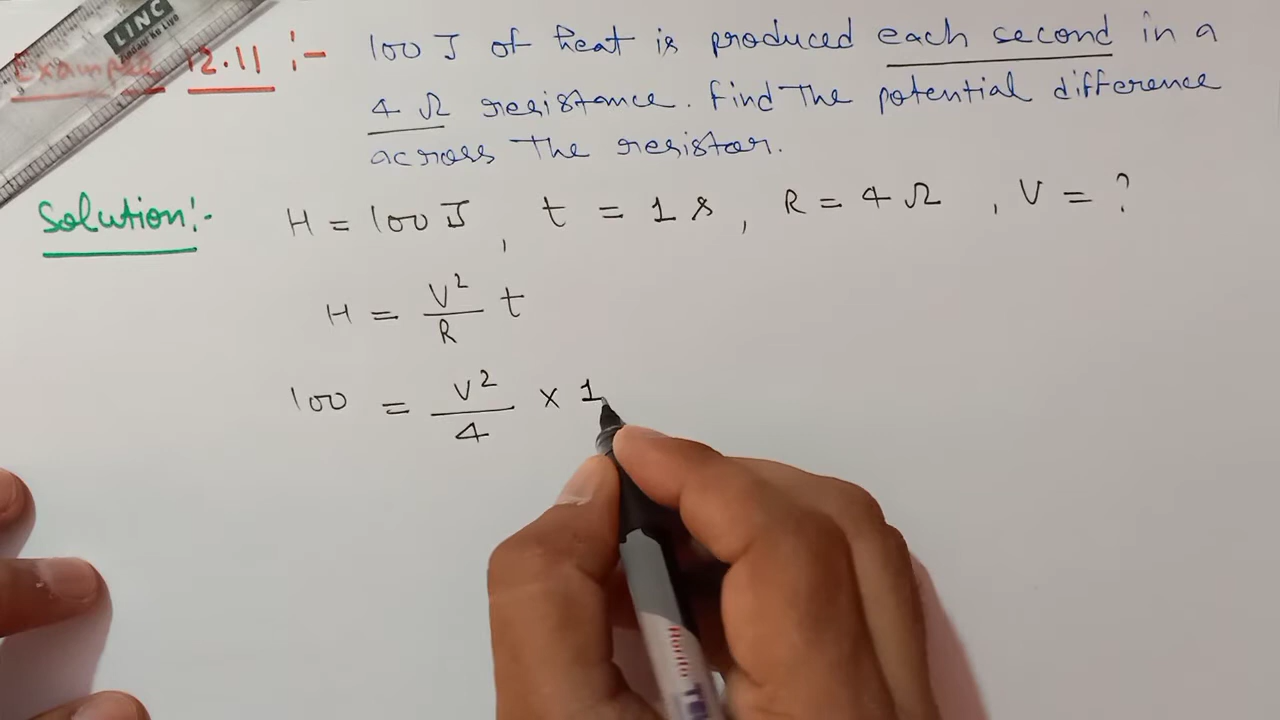 LINC
Example 12.11 :- 100 J of heat is produced each second in a
4 Ω resistance. Find The potential difference
across The resistor.
Solution:- H = 100 J , t = 1 s , R = 4 Ω , V = ?
H = V²/R t
100 = V²/4 × 1